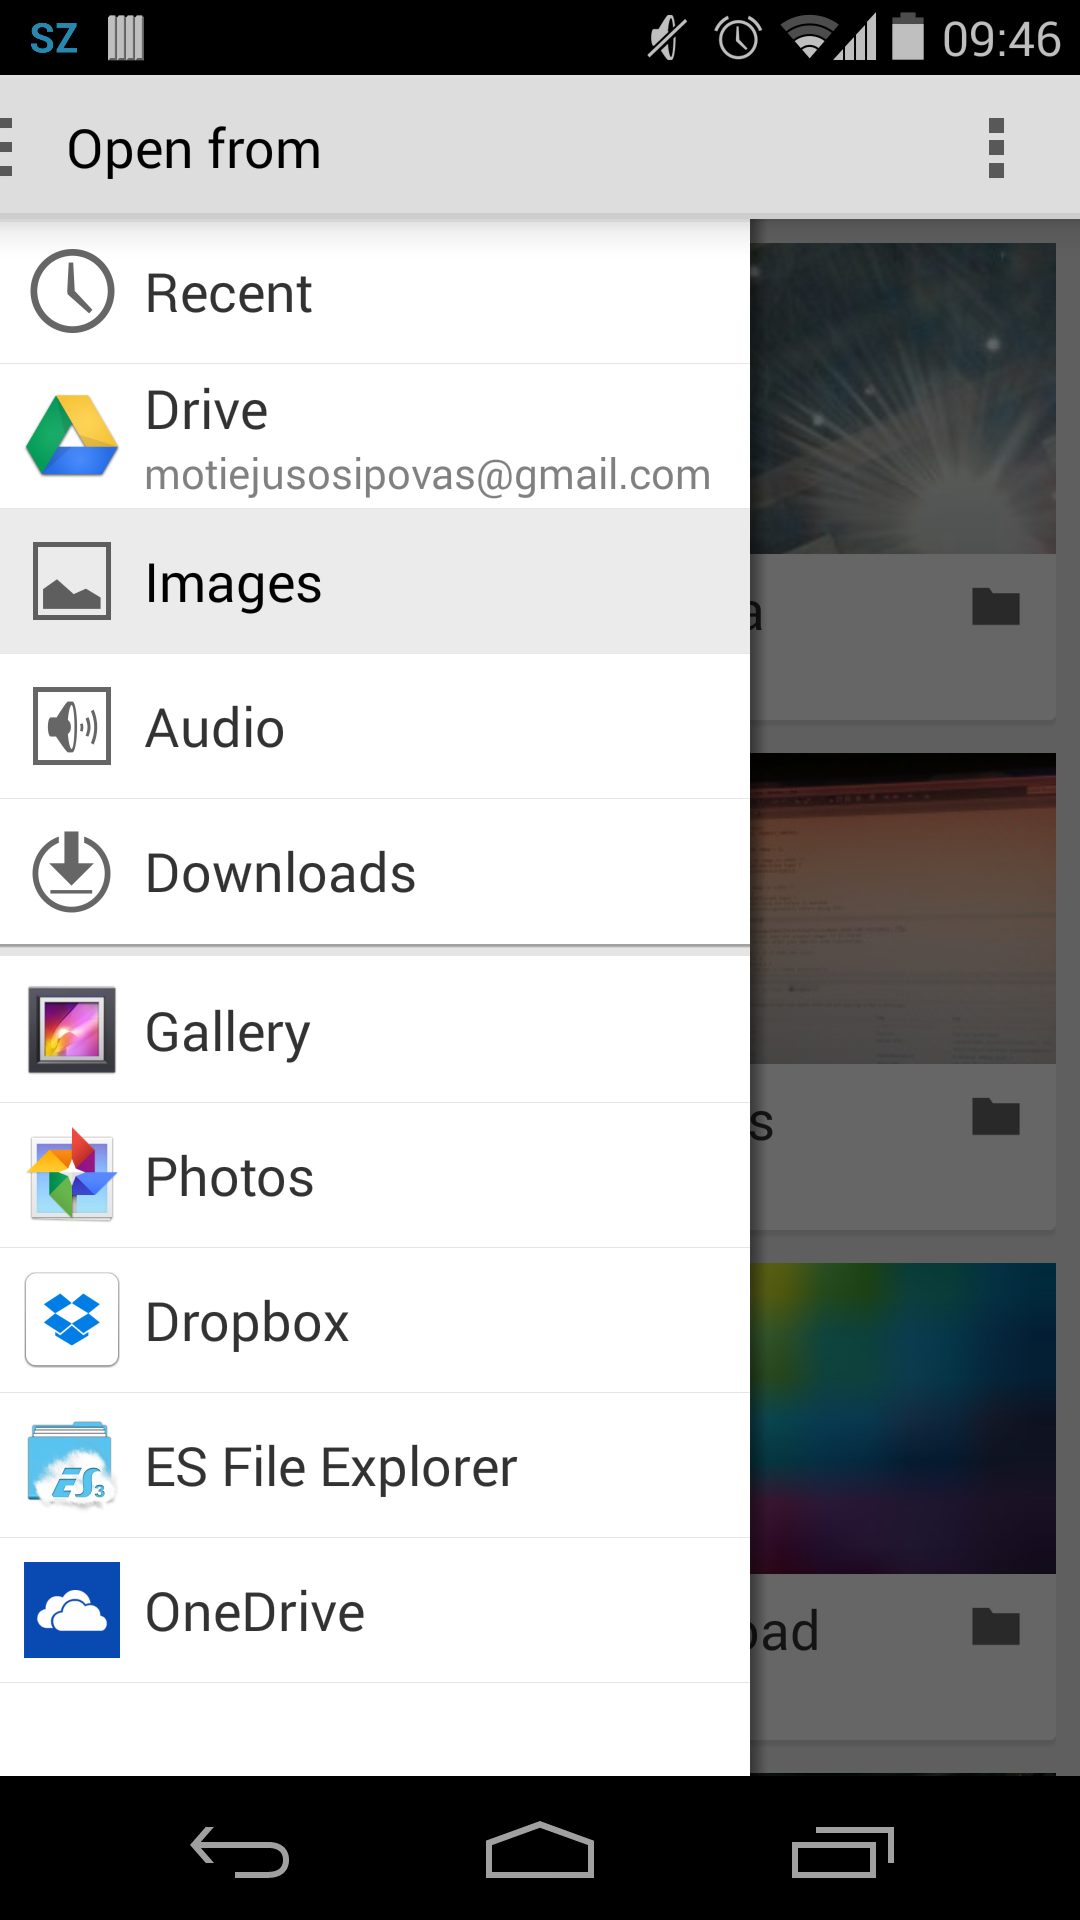 SZ
09:46
Open from
Recent
Drive
motiejusosipovas@gmail.com
Images
a
Audio
Downloads
Gallery
s
Photos
Dropbox
ES File Explorer
ES3
OneDrive
oad